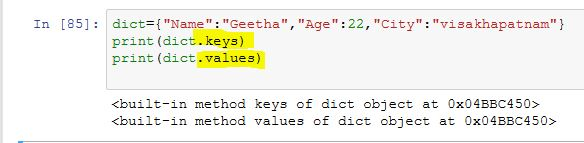 In [85]: dict={"Name":"Geetha","Age":22,"City":"visakhapatnam"}
print(dict.keys)
print(dict.values)
<built-in method keys of dict object at 0x04BBC450>
<built-in method values of dict object at 0x04BBC450>